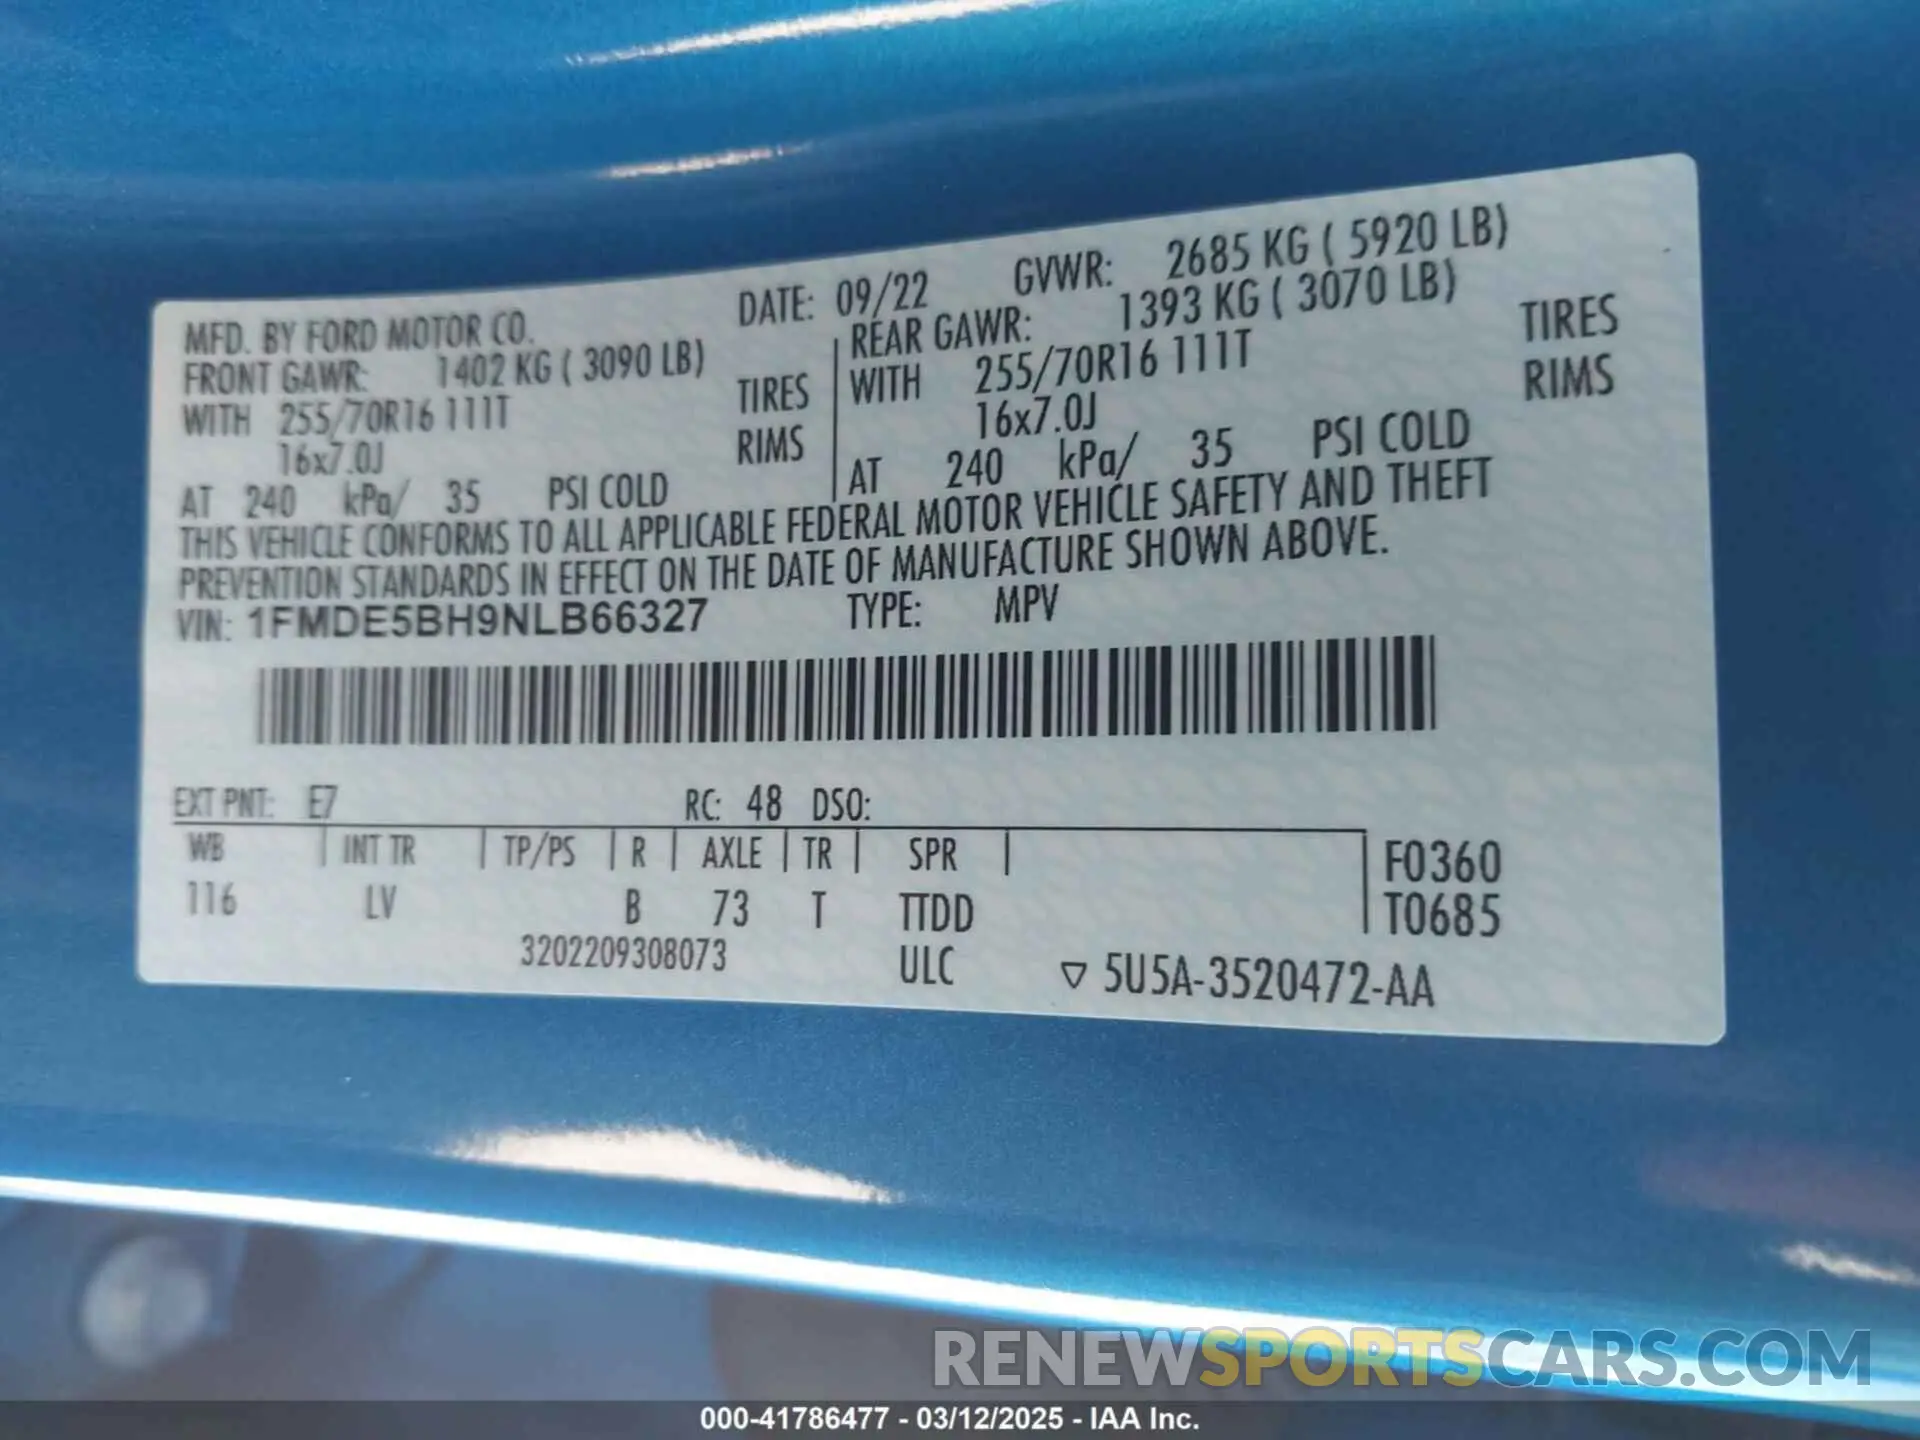 MFD. BY FORD MOTOR CO. DATE: 09/22 GVWR: 2685 KG ( 5920 LB)
FRONT GAWR: 1402 KG ( 3090 LB) REAR GAWR: 1393 KG ( 3070 LB)
WITH 255/70R16 111T TIRES WITH 255/70R16 111T TIRES
16x7.0J RIMS 16x7.0J RIMS
AT 240 kPa/ 35 PSI COLD AT 240 kPa/ 35 PSI COLD
THIS VEHICLE CONFORMS TO ALL APPLICABLE FEDERAL MOTOR VEHICLE SAFETY AND THEFT
PREVENTION STANDARDS IN EFFECT ON THE DATE OF MANUFACTURE SHOWN ABOVE.
VIN: 1FMDE5BH9NLB66327 TYPE: MPV
EXT PNT: E7 RC: 48 DSO:
WB | INT TR | TP/PS | R | AXLE | TR | SPR | F0360
116 LV B 73 T TTDD T0685
3202209308073 ULC ▽ 5U5A-3520472-AA
RENEWSPORTSCARS.COM
000-41786477 - 03/12/2025 - IAA Inc.